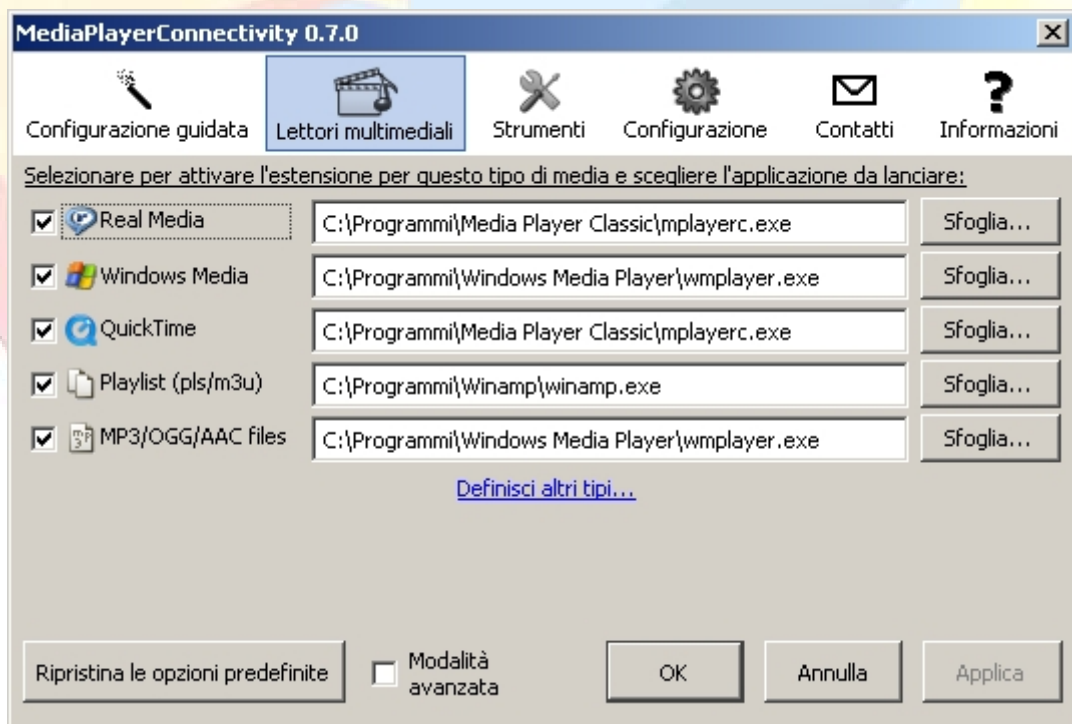 MediaPlayerConnectivity 0.7.0
Configurazione guidata
Lettori multimediali
Strumenti
Configurazione
Contatti
Informazioni
Selezionare per attivare l'estensione per questo tipo di media e scegliere l'applicazione da lanciare:
Real Media C:\Programmi\Media Player Classic\mplayerc.exe Sfoglia...
Windows Media C:\Programmi\Windows Media Player\wmplayer.exe Sfoglia...
QuickTime C:\Programmi\Media Player Classic\mplayerc.exe Sfoglia...
Playlist (pls/m3u) C:\Programmi\Winamp\winamp.exe Sfoglia...
MP3/OGG/AAC files C:\Programmi\Windows Media Player\wmplayer.exe Sfoglia...
Definisci altri tipi...
Ripristina le opzioni predefinite
Modalità
avanzata
OK
Annulla
Applica